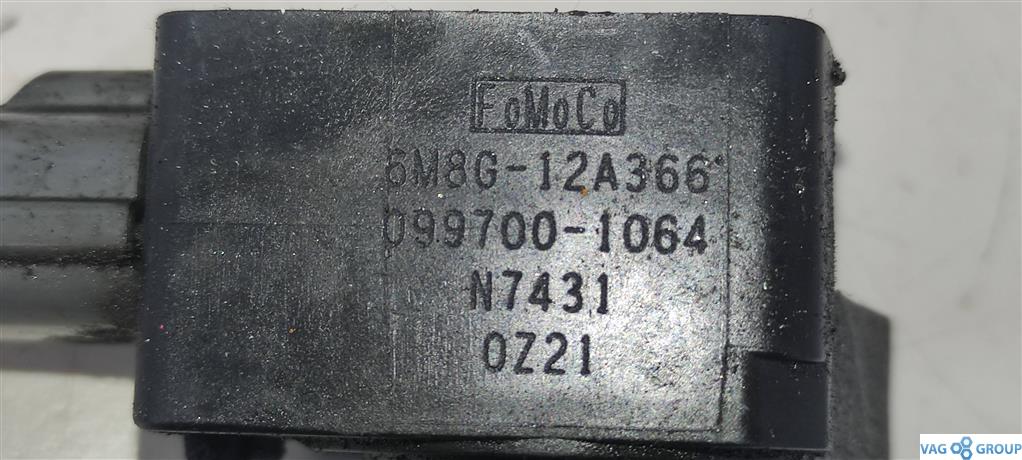 FoMoCo
6M8G-12A366
099700-1064
N7431
0Z21
VAG GROUP